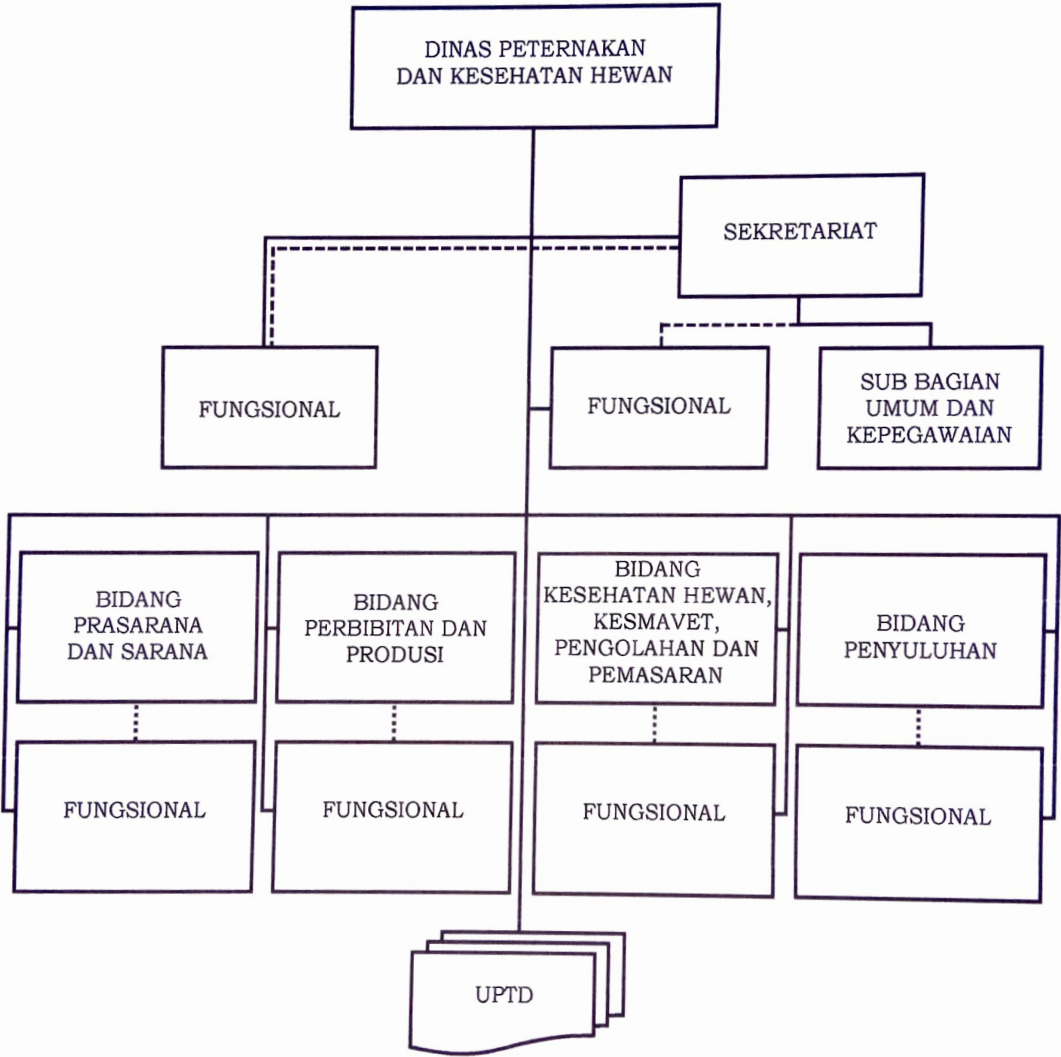 DINAS PETERNAKAN
DAN KESEHATAN HEWAN
SEKRETARIAT
FUNGSIONAL
FUNGSIONAL
SUB BAGIAN
UMUM DAN
KEPEGAWAIAN
BIDANG
PRASARANA
DAN SARANA
BIDANG
PERBIBITAN DAN
PRODUSI
BIDANG
KESEHATAN HEWAN,
KESMAVET,
PENGOLAHAN DAN
PEMASARAN
BIDANG
PENYULUHAN
FUNGSIONAL
FUNGSIONAL
FUNGSIONAL
FUNGSIONAL
UPTD